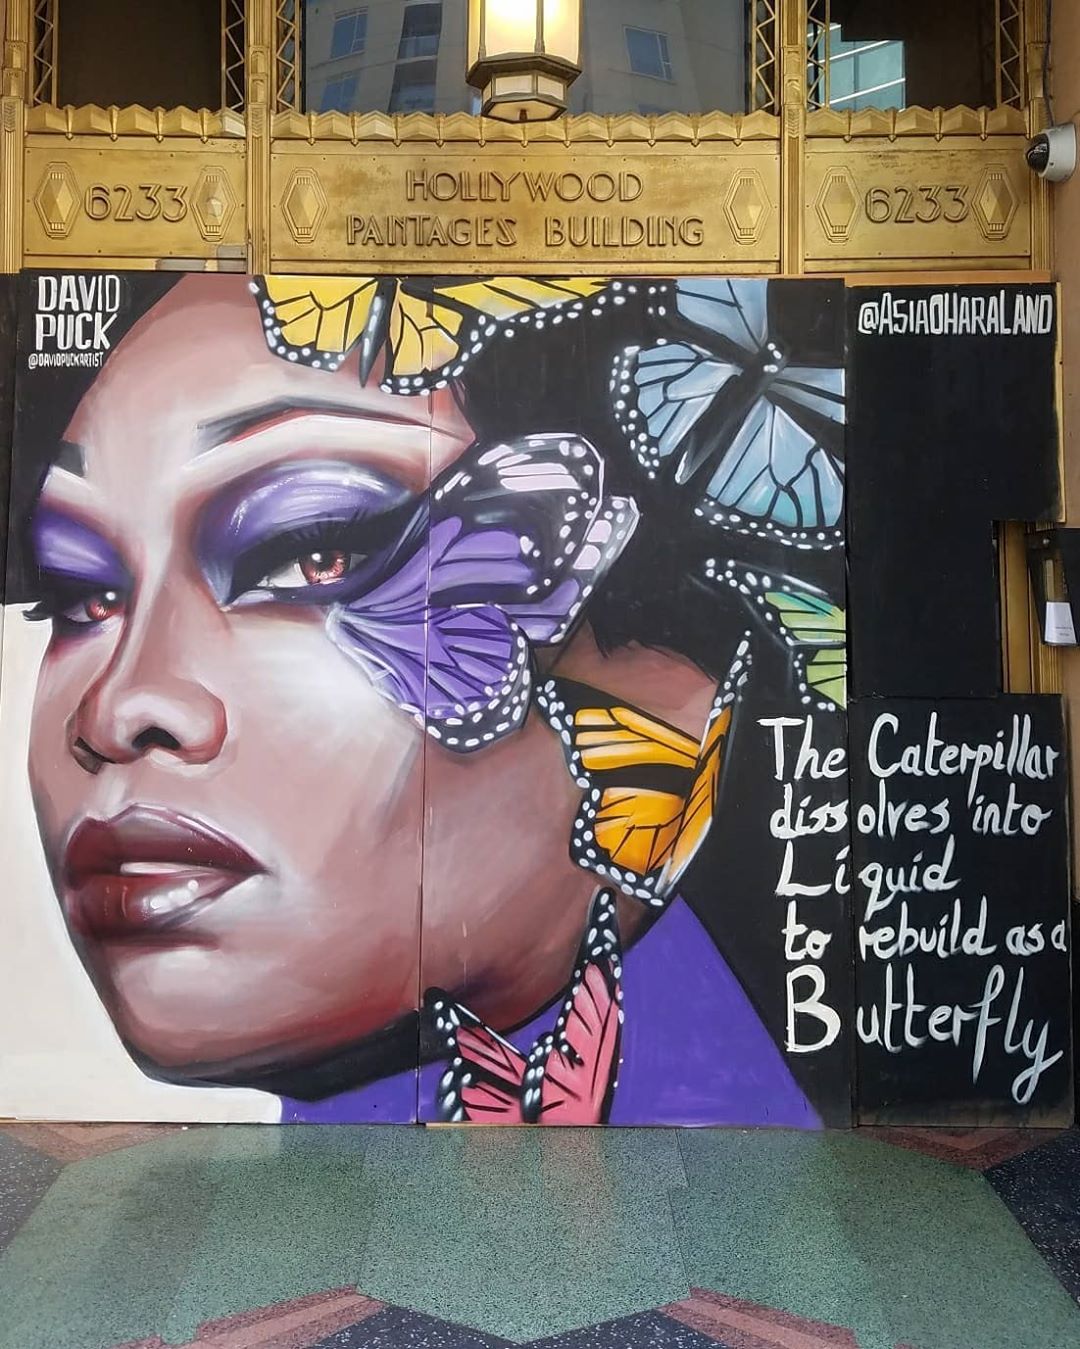 6233
HOLLYWOOD
PANTAGES BUILDING
6233
DAVID
PUCK
@DAVIDPUCKARTIST
@ASIAOHARALAND
The Caterpillar
dissolves into
Liquid
to rebuild as a
Butterfly